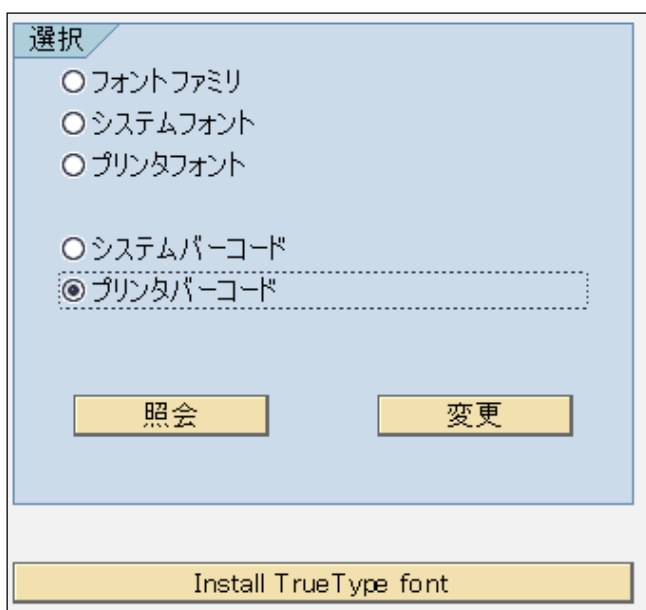 選択
フォントファミリ
システムフォント
プリンタフォント
システムバーコード
プリンタバーコード
照会
変更
Install TrueType font